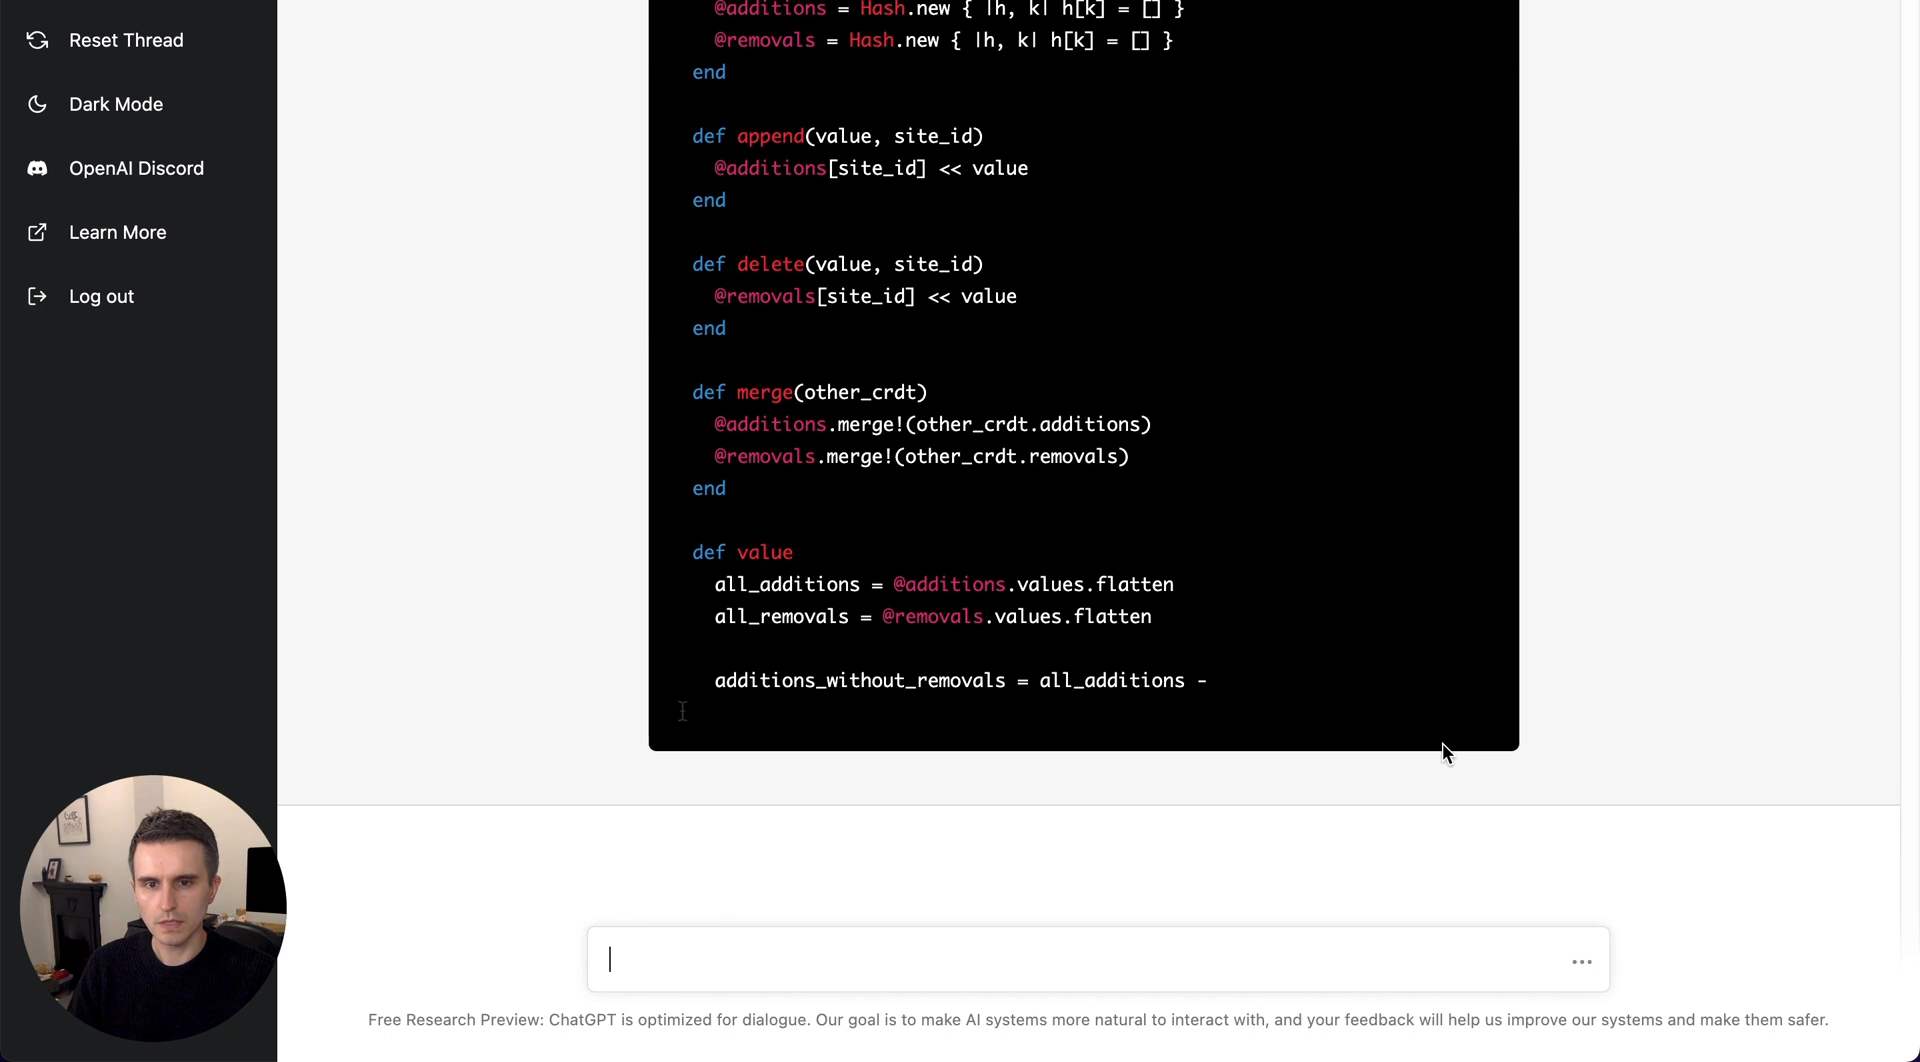 Reset Thread
Dark Mode
OpenAI Discord
Learn More
Log out
@additions = Hash.new { |h, k| h[k] = [] }
@removals = Hash.new { |h, k| h[k] = [] }
end
def append(value, site_id)
@additions[site_id] << value
end
def delete(value, site_id)
@removals[site_id] << value
end
def merge(other_crdt)
@additions.merge!(other_crdt.additions)
@removals.merge!(other_crdt.removals)
end
def value
all_additions = @additions.values.flatten
all_removals = @removals.values.flatten
additions_without_removals = all_additions -
Free Research Preview: ChatGPT is optimized for dialogue. Our goal is to make AI systems more natural to interact with, and your feedback will help us improve our systems and make them safer.